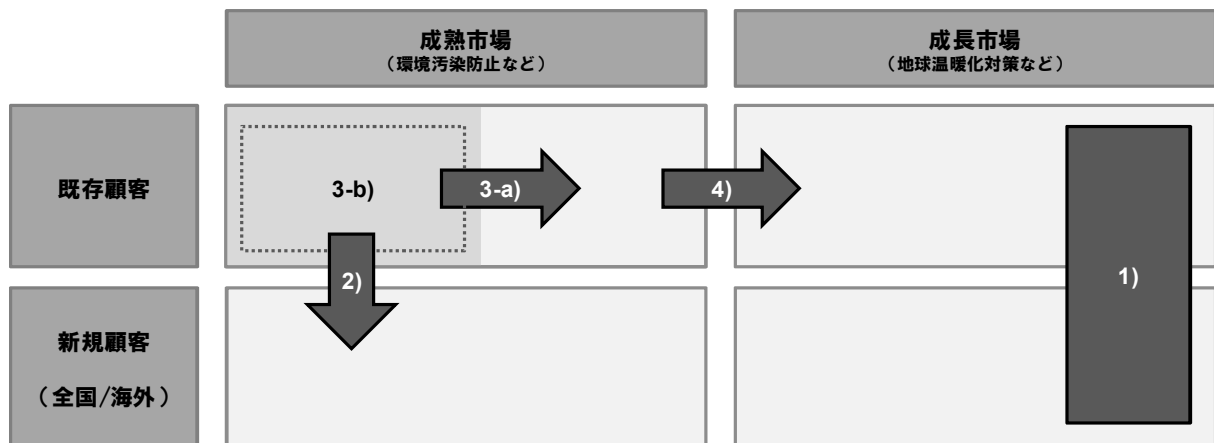 成熟市場
（環境汚染防止など）
成長市場
（地球温暖化対策など）
既存顧客
3-b)
3-a)
4)
2)
1)
新規顧客
（全国/海外）